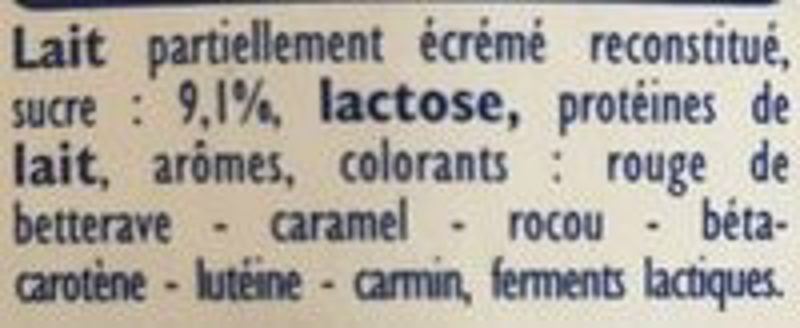 Lait partiellement écrémé reconstitué,
sucre : 9,1%, lactose, protéines de
lait, arômes, colorants : rouge de
betterave - caramel - rocou - béta-
carotène - lutéine - carmin, ferments lactiques.